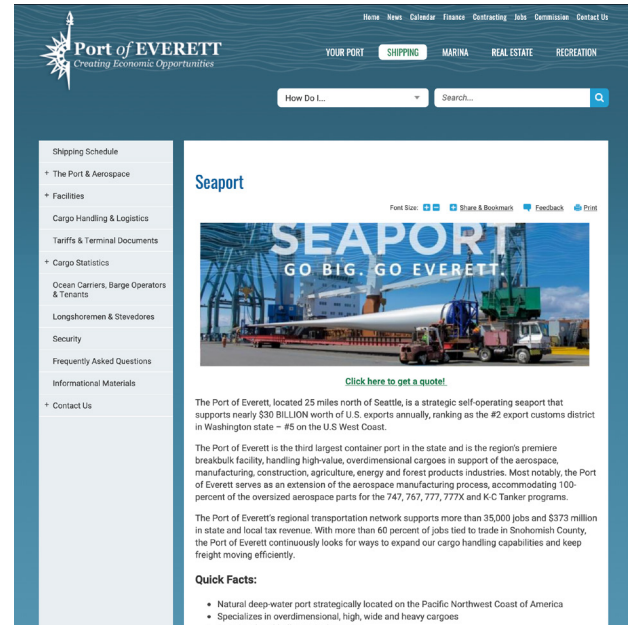 Home News Calendar Finance Contracting Jobs Commission Contact Us
Port of EVERETT
Creating Economic Opportunities
YOUR PORT SHIPPING MARINA REAL ESTATE RECREATION
How Do I...
Search...
Shipping Schedule
+ The Port & Aerospace
+ Facilities
Cargo Handling & Logistics
Tariffs & Terminal Documents
+ Cargo Statistics
Ocean Carriers, Barge Operators
& Tenants
Longshoremen & Stevedores
Security
Frequently Asked Questions
Informational Materials
+ Contact Us
Seaport
Font Size: + - Share & Bookmark Feedback Print
SEAPORT
GO BIG. GO EVERETT.
Click here to get a quote!
The Port of Everett, located 25 miles north of Seattle, is a strategic self-operating seaport that
supports nearly $30 BILLION worth of U.S. exports annually, ranking as the #2 export customs district
in Washington state – #5 on the U.S West Coast.
The Port of Everett is the third largest container port in the state and is the region's premiere
breakbulk facility, handling high-value, overdimensional cargoes in support of the aerospace,
manufacturing, construction, agriculture, energy and forest products industries. Most notably, the Port
of Everett serves as an extension of the aerospace manufacturing process, accommodating 100-
percent of the oversized aerospace parts for the 747, 767, 777, 777X and K-C Tanker programs.
The Port of Everett's regional transportation network supports more than 35,000 jobs and $373 million
in state and local tax revenue. With more than 60 percent of jobs tied to trade in Snohomish County,
the Port of Everett continuously looks for ways to expand our cargo handling capabilities and keep
freight moving efficiently.
Quick Facts:
• Natural deep-water port strategically located on the Pacific Northwest Coast of America
• Specializes in overdimensional, high, wide and heavy cargoes